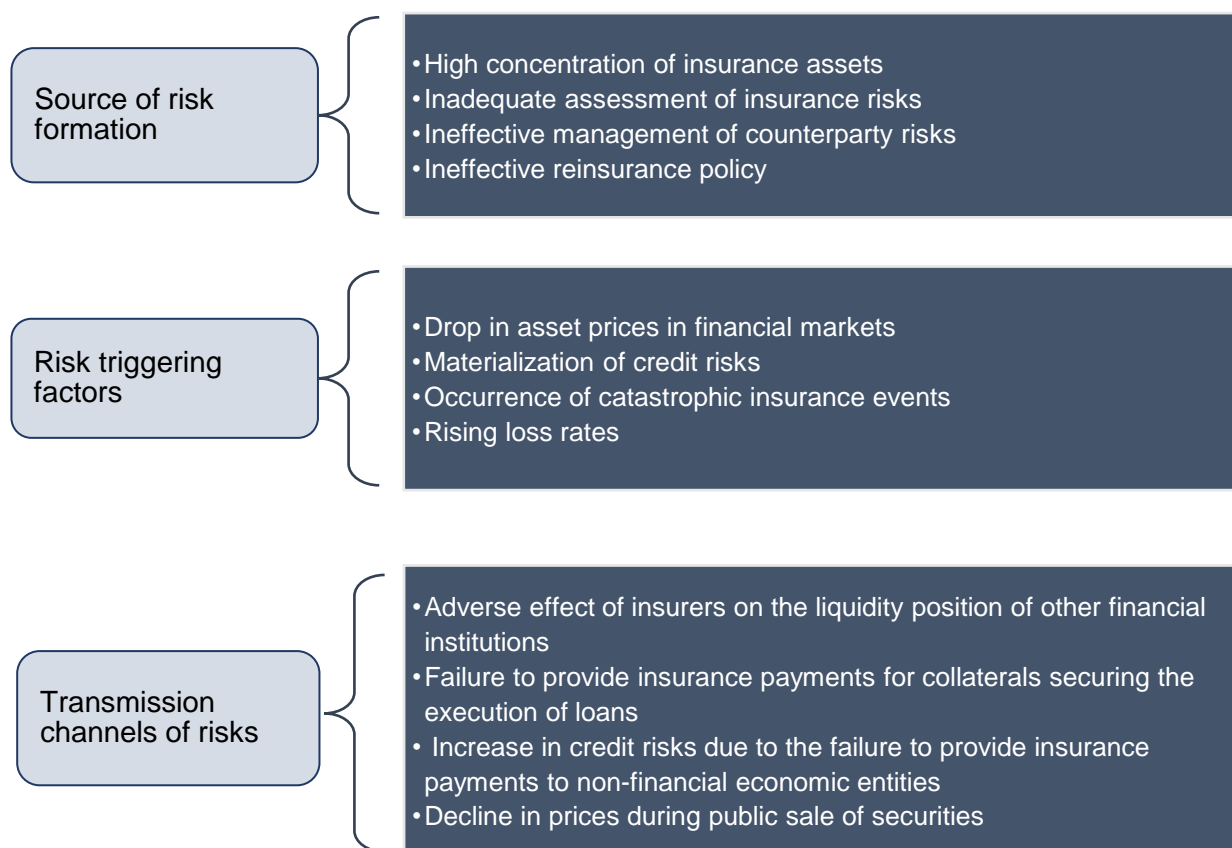 Source of risk
formation
•High concentration of insurance assets
•Inadequate assessment of insurance risks
•Ineffective management of counterparty risks
•Ineffective reinsurance policy
Risk triggering
factors
•Drop in asset prices in financial markets
•Materialization of credit risks
•Occurrence of catastrophic insurance events
•Rising loss rates
Transmission
channels of risks
•Adverse effect of insurers on the liquidity position of other financial
institutions
•Failure to provide insurance payments for collaterals securing the
execution of loans
• Increase in credit risks due to the failure to provide insurance
payments to non-financial economic entities
•Decline in prices during public sale of securities